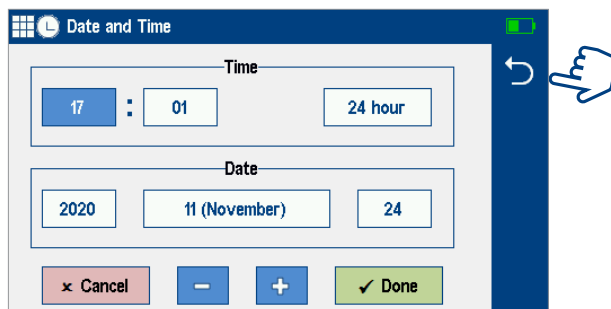 Date and Time
Time
17 : 01 24 hour
Date
2020 11 (November) 24
× Cancel − + ✓ Done